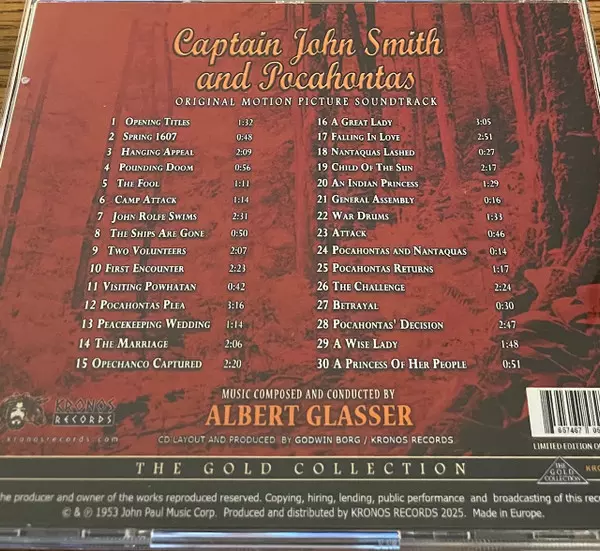 Captain John Smith
and Pocahontas
ORIGINAL MOTION PICTURE SOUNDTRACK
1 OPENING TITLES 1:32
2 SPRING 1607 0:48
3 HANGING APPEAL 2:09
4 POUNDING DOOM 0:56
5 THE FOOL 1:11
6 CAMP ATTACK 1:14
7 JOHN ROLFE SWIMS 2:31
8 THE SHIPS ARE GONE 0:50
9 TWO VOLUNTEERS 2:07
10 FIRST ENCOUNTER 2:23
11 VISITING POWHATAN 0:42
12 POCAHONTAS PLEA 3:16
13 PEACEKEEPING WEDDING 1:14
14 THE MARRIAGE 2:06
15 OPECHANCO CAPTURED 2:20
16 A GREAT LADY 3:05
17 FALLING IN LOVE 2:51
18 NANTAQUAS LASHED 0:27
19 CHILD OF THE SUN 2:17
20 AN INDIAN PRINCESS 1:29
21 GENERAL ASSEMBLY 0:16
22 WAR DRUMS 1:33
23 ATTACK 0:46
24 POCAHONTAS AND NANTAQUAS 0:14
25 POCAHONTAS RETURNS 1:17
26 THE CHALLENGE 2:24
27 BETRAYAL 0:30
28 POCAHONTAS' DECISION 2:47
29 A WISE LADY 1:48
30 A PRINCESS OF HER PEOPLE 0:51
MUSIC COMPOSED AND CONDUCTED BY
ALBERT GLASSER
CD LAYOUT AND PRODUCED BY GODWIN BORG / KRONOS RECORDS
KRONOS
RECORDS
kronosrecords.com
LIMITED EDITION
THE GOLD COLLECTION
THE
GOLD
COLLECTION
KRO
he producer and owner of the works reproduced reserved. Copying, hiring, lending, public performance and broadcasting of this rec
© & ℗ 1953 John Paul Music Corp. Produced and distributed by KRONOS RECORDS 2025. Made in Europe.